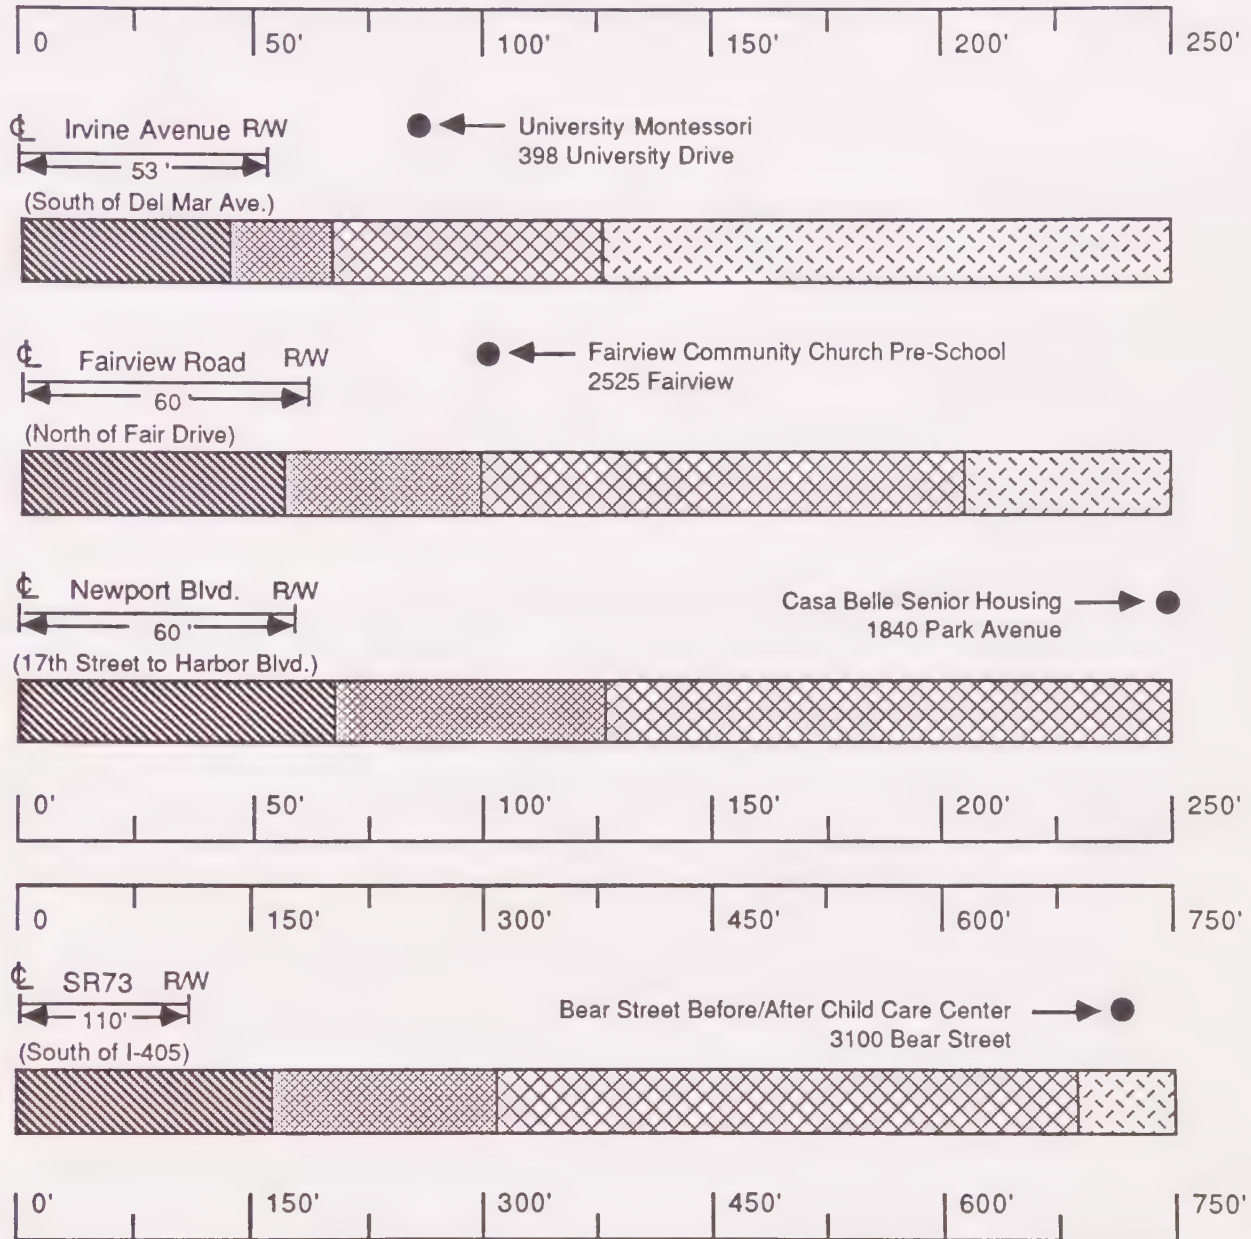 0 50' 100' 150' 200' 250'
℄ Irvine Avenue R/W
University Montessori
398 University Drive
53 '
(South of Del Mar Ave.)
℄ Fairview Road R/W
Fairview Community Church Pre-School
2525 Fairview
60 '
(North of Fair Drive)
℄ Newport Blvd. R/W
Casa Belle Senior Housing
1840 Park Avenue
60 '
(17th Street to Harbor Blvd.)
0' 50' 100' 150' 200' 250'
0 150' 300' 450' 600' 750'
℄ SR73 R/W
Bear Street Before/After Child Care Center
3100 Bear Street
110'
(South of I-405)
0' 150' 300' 450' 600' 750'